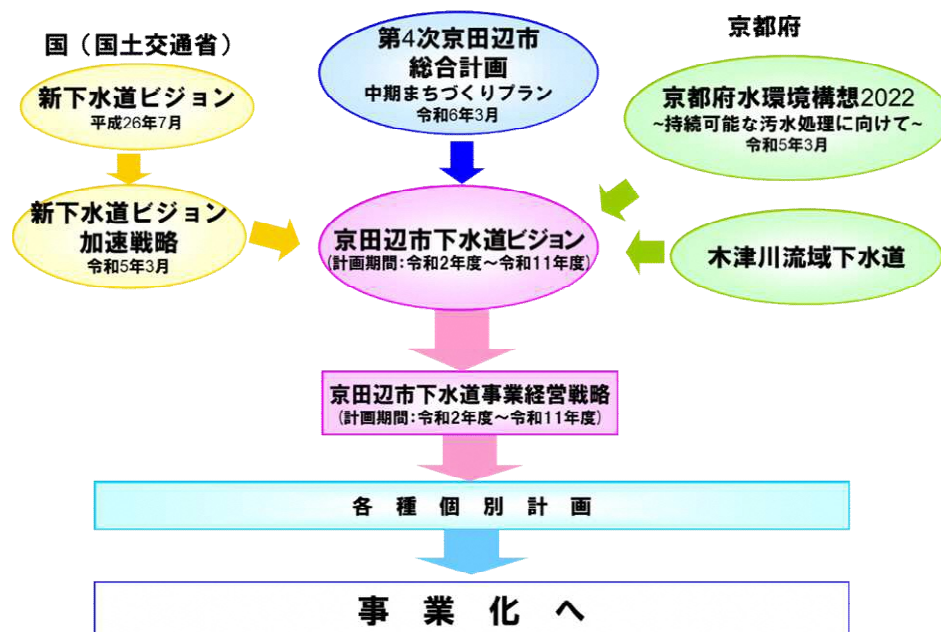 国（国土交通省）
新下水道ビジョン
平成26年7月
新下水道ビジョン
加速戦略
令和5年3月
第4次京田辺市
総合計画
中期まちづくりプラン
令和6年3月
京都府
京都府水環境構想2022
~持続可能な汚水処理に向けて~
令和5年3月
木津川流域下水道
京田辺市下水道ビジョン
(計画期間:令和2年度～令和11年度)
京田辺市下水道事業経営戦略
(計画期間:令和2年度～令和11年度)
各種個別計画
事業化へ